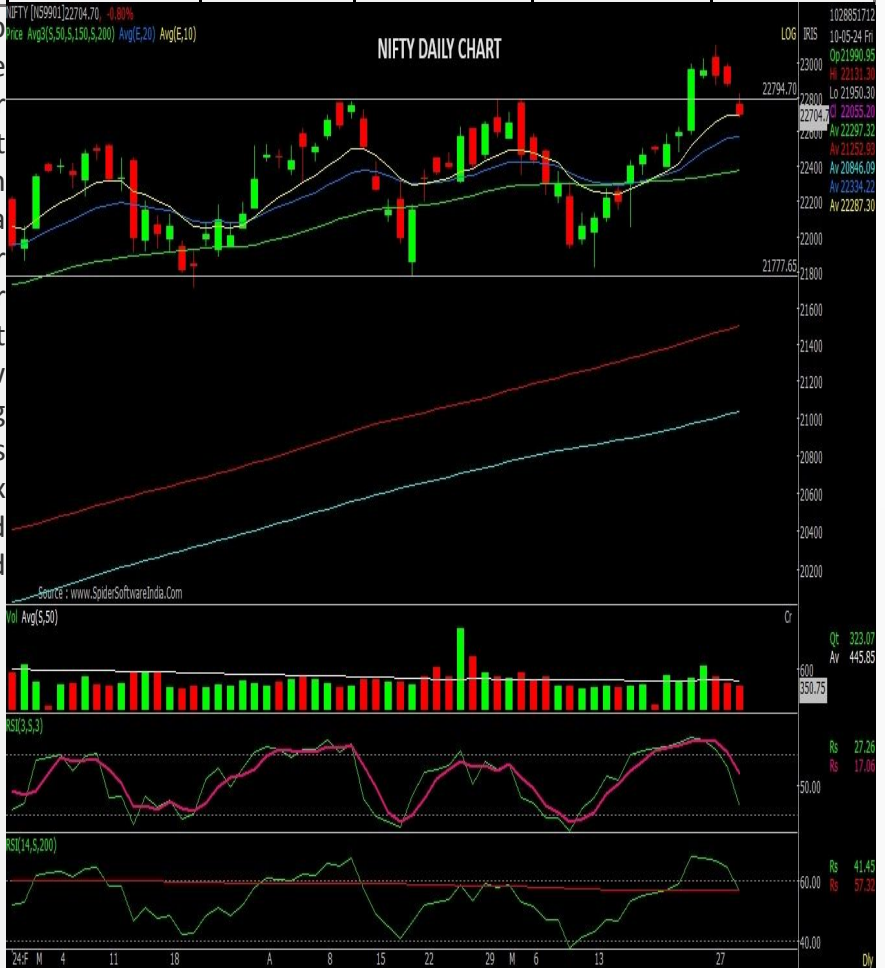 NIFTY [N59901]22704.70, -0.80%
Price Avg3(S,50,S,150,S,200) Avg(E,20) Avg(E,10)
LOG
IRIS
NIFTY DAILY CHART
1028851712
10-05-24 Fri
Op 21990.95
Hi 22131.30
Lo 21950.30
Cl 22055.20
Av 22297.32
Av 21252.93
Av 20846.09
Av 22334.22
Av 22287.30
23000
22794.70
22800
22704.7
22600
22400
22200
22000
21777.65
21800
21600
21400
21200
21000
20800
20600
20400
20200
Source : www.SpiderSoftwareIndia.Com
Vol Avg(S,50)
Cr
Qt 323.07
Av 445.85
600
350.75
RSI(3,S,3)
Rs 27.26
Rs 17.06
50.00
RSI(14,S,200)
Rs 41.45
Rs 57.32
60.00
40.00
24:F M 4 11 18 A 8 15 22 29 M 6 13 27
Dly